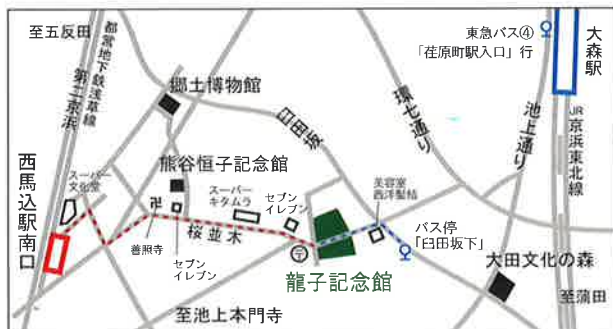 至五反田
都営地下鉄浅草線
第二京浜
郷土博物館
臼田坂
環七通り
東急バス④
「荏原町駅入口」行
大森駅
池上通り
JR
京浜東北線
西馬込駅南口
スーパー
文化堂
熊谷恒子記念館
卍
善照寺
セブン
イレブン
スーパー
キタムラ
セブン
イレブン
桜並木
〒
龍子記念館
美容室
西洋髪結
バス停
「臼田坂下」
大田文化の森
至蒲田
至池上本門寺